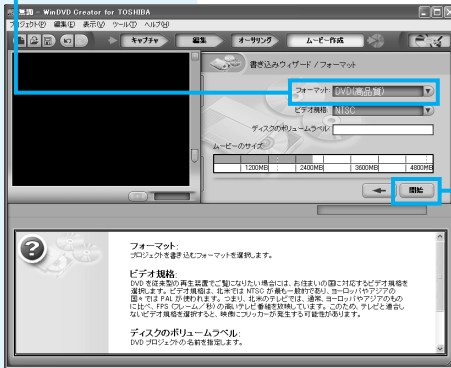 無題 - WinDVD Creator for TOSHIBA
プロジェクト(P) 編集(E) 表示(V) ツール(T) ヘルプ(H)
キャプチャ 編集 オーサリング ムービー作成
書き込みウィザード / フォーマット
フォーマット: DVD(高品質)
ビデオ規格: NTSC
ディスクのボリュームラベル:
ムービーのサイズ
1200MB 2400MB 3600MB 4800MB
開始
フォーマット:
プロジェクトを書き込むフォーマットを選択します。
ビデオ規格:
DVD を従来型の再生装置でご覧になりたい場合には、お住まいの国に対応するビデオ規格を
選択します。ビデオ規格は、北米では NTSC が最も一般的であり、ヨーロッパやアジアの
国々では PAL が使われます。つまり、北米のテレビでは、通常、ヨーロッパやアジアのもの
に比べ、FPS (フレーム／秒) の高いテレビ番組を放映しています。このため、テレビと適合し
ないビデオ規格を選択すると、映像にフリッカーが発生する可能性があります。
ディスクのボリュームラベル:
DVD プロジェクトの名前を指定します。